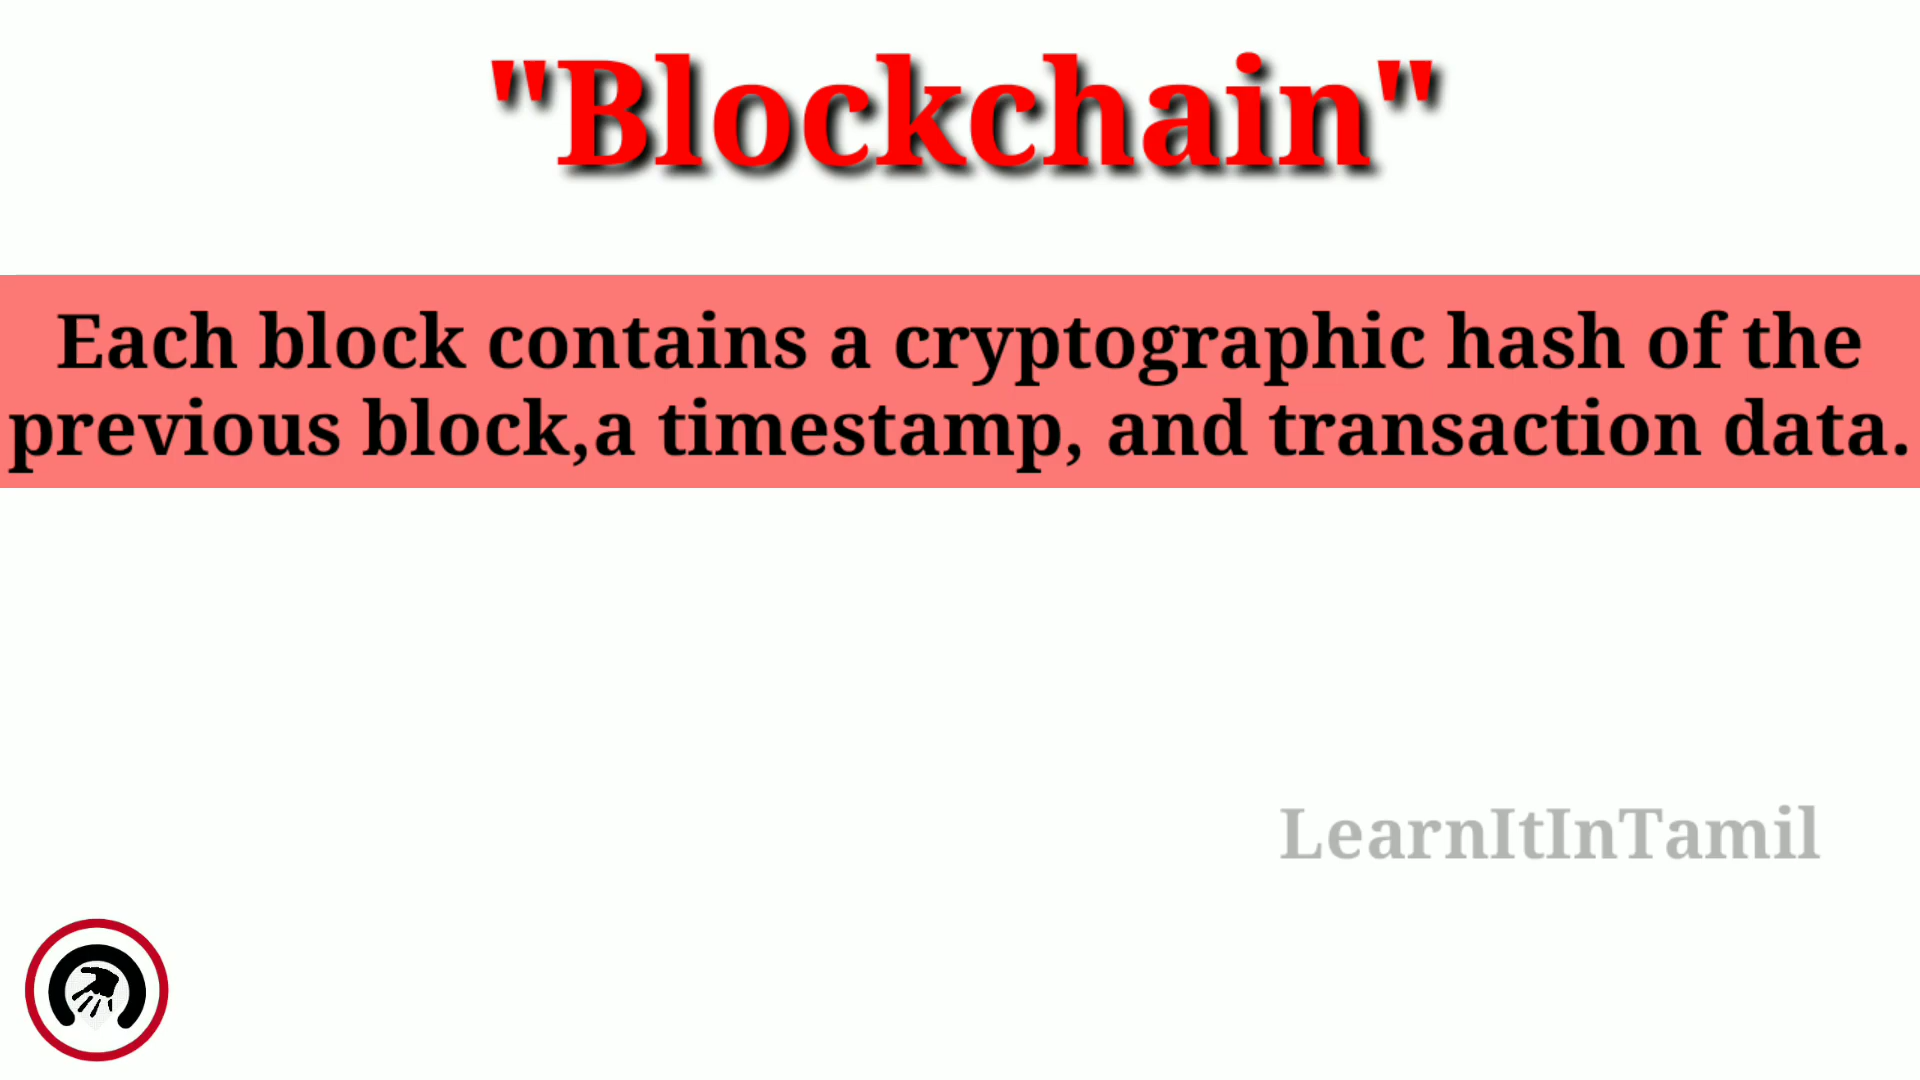 "Blockchain"
Each block contains a cryptographic hash of the
previous block,a timestamp, and transaction data.
LearnItInTamil